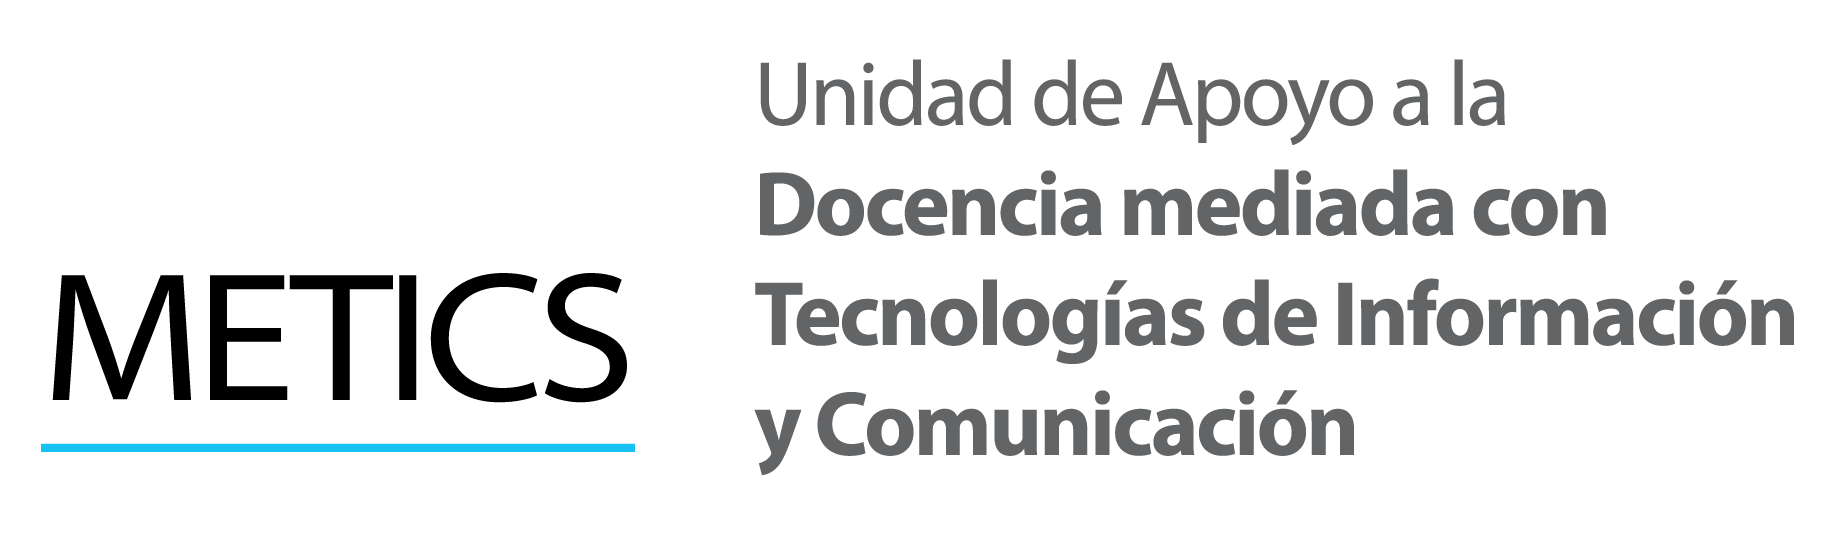 METICS
Unidad de Apoyo a la
Docencia mediada con
Tecnologías de Información
y Comunicación